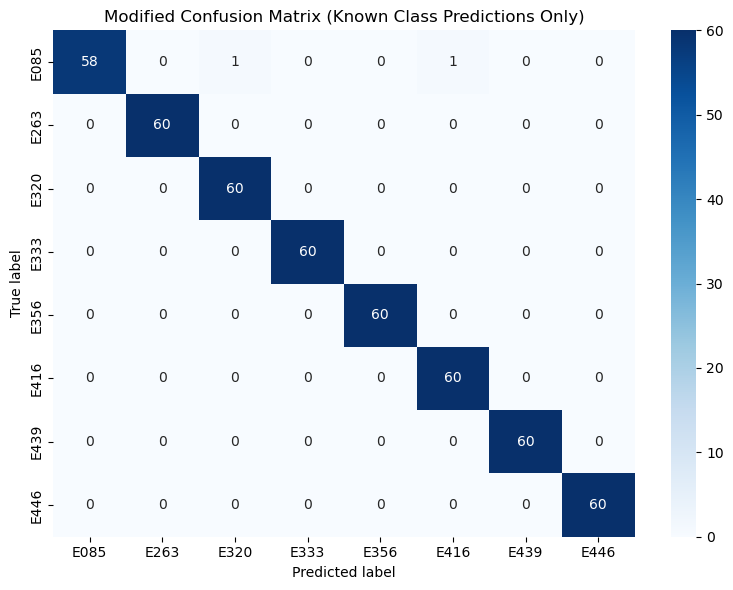 Modified Confusion Matrix (Known Class Predictions Only)
E085 58 0 1 0 0 1 0 0
E263 0 60 0 0 0 0 0 0
E320 0 0 60 0 0 0 0 0
E333 0 0 0 60 0 0 0 0
E356 0 0 0 0 60 0 0 0
E416 0 0 0 0 0 60 0 0
E439 0 0 0 0 0 0 60 0
E446 0 0 0 0 0 0 0 60
E085 E263 E320 E333 E356 E416 E439 E446
Predicted label
True label
60
50
40
30
20
10
0